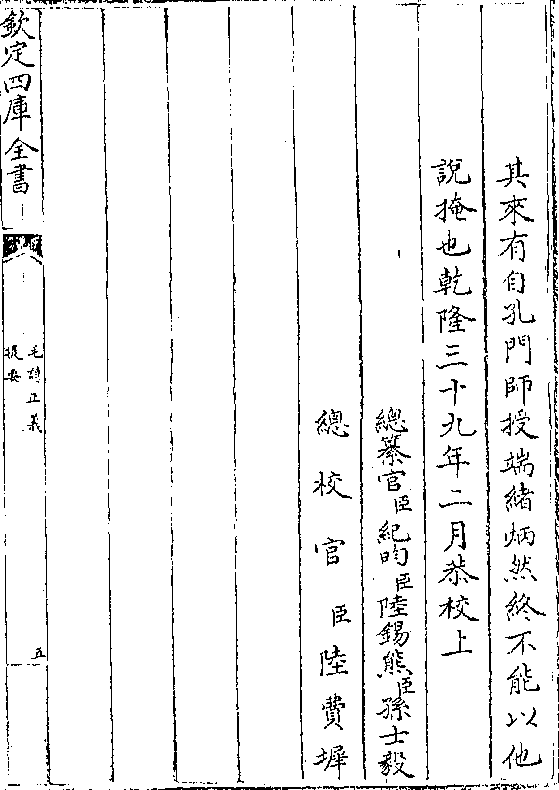 其來有自孔門師授端緒炳然終不能以他
說掩也乾隆三十九年二月恭校上
總纂官臣紀昀臣陸錫熊臣孫士毅
總校官臣陸費墀
欽定四庫全書
毛詩正義
提要
五